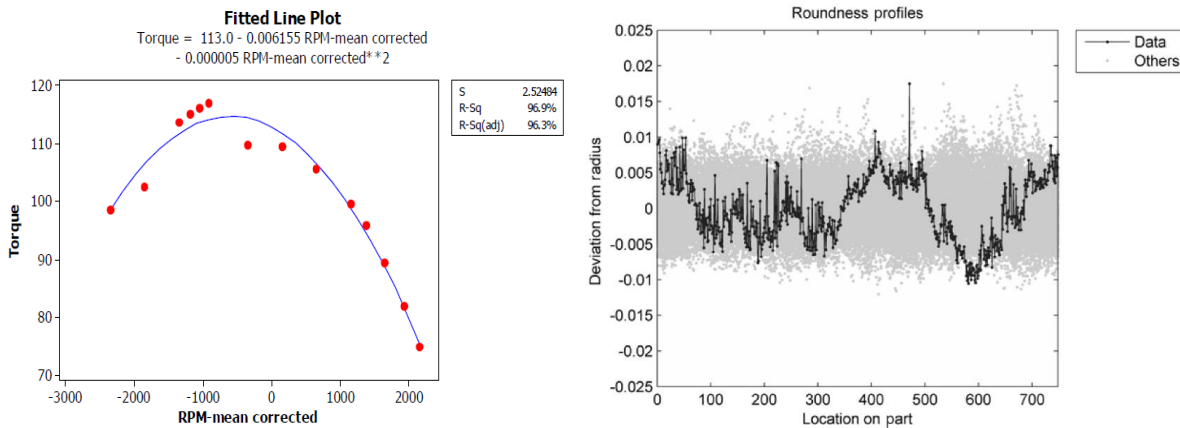 Fitted Line Plot
Torque = 113.0 - 0.006155 RPM-mean corrected
- 0.000005 RPM-mean corrected**2
120
110
100
90
80
70
Torque
-3000
-2000
-1000
0
1000
2000
RPM-mean corrected
S 2.52484
R-Sq 96.9%
R-Sq(adj) 96.3%
Roundness profiles
0.025
0.02
0.015
0.01
0.005
0
-0.005
-0.01
-0.015
-0.02
-0.025
Deviation from radius
0
100
200
300
400
500
600
700
Location on part
Data
Others